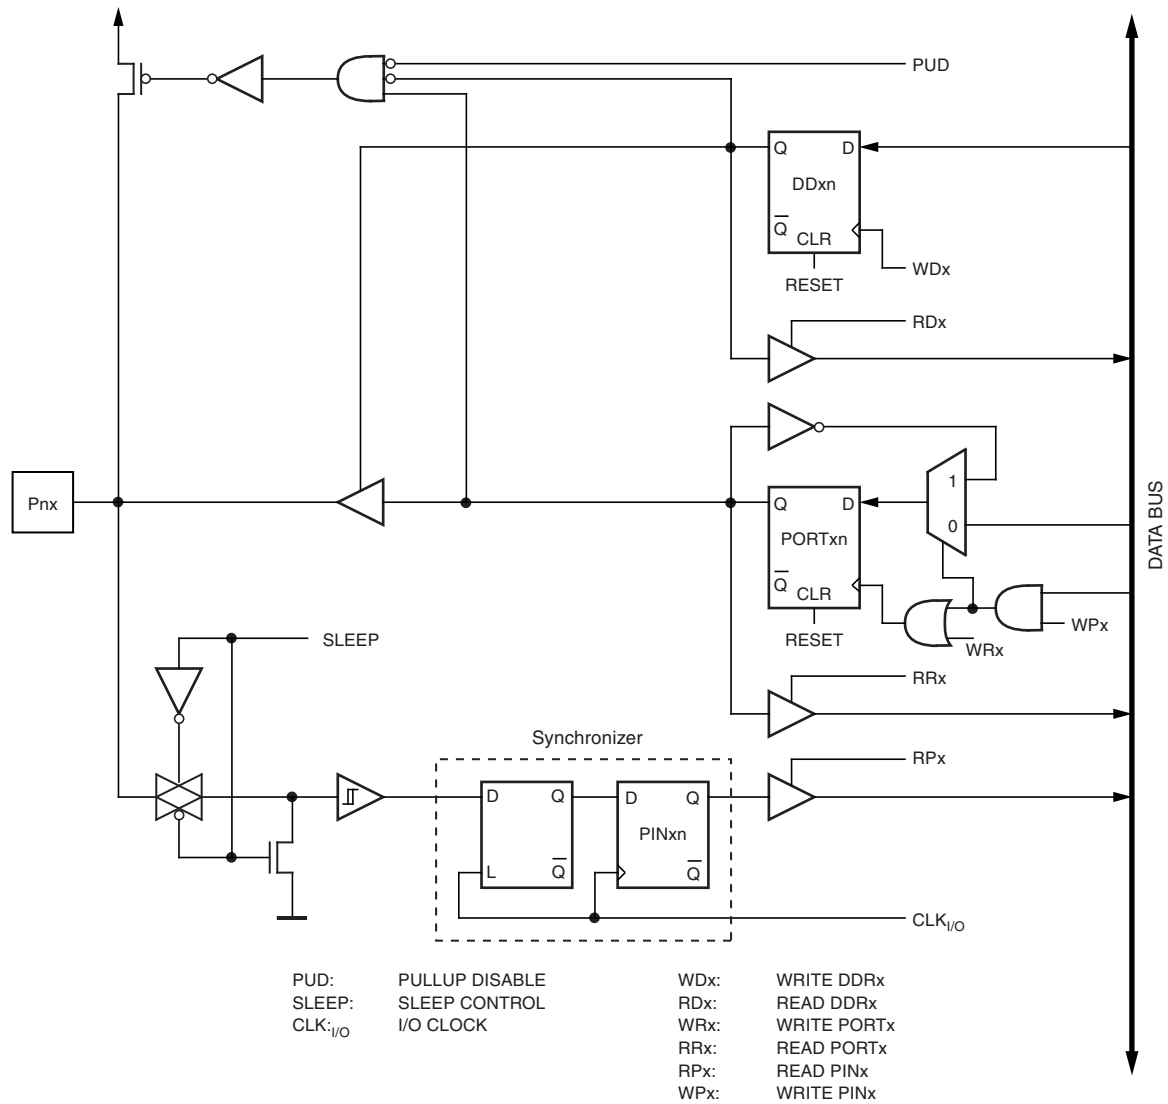 PUD
Q D
DDxn
Q
CLR
RESET
WDx
RDx
Pnx
1
0
Q D
PORTxn
Q
CLR
RESET
WRx
WPx
DATA BUS
SLEEP
RRx
Synchronizer
RPx
D Q
L Q
D Q
PINxn
Q
CLKI/O
PUD: PULLUP DISABLE
SLEEP: SLEEP CONTROL
CLK:I/O I/O CLOCK
WDx: WRITE DDRx
RDx: READ DDRx
WRx: WRITE PORTx
RRx: READ PORTx
RPx: READ PINx
WPx: WRITE PINx